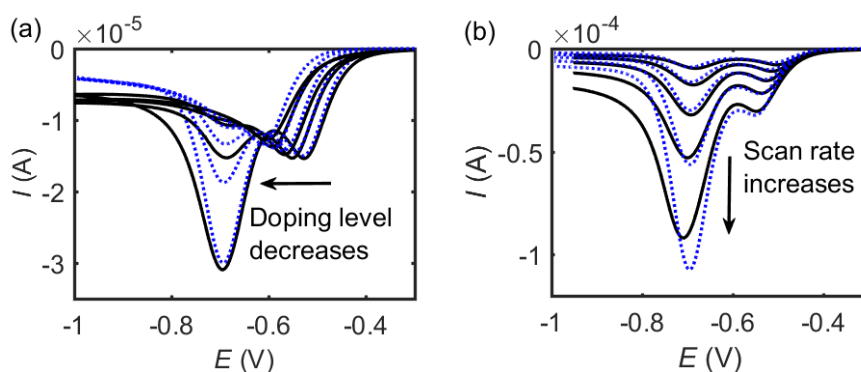 (a)
×10⁻⁵
0
-1
-2
-3
I (A)
Doping level
decreases
-1
-0.8
-0.6
-0.4
E (V)
(b)
×10⁻⁴
0
-0.5
-1
I (A)
Scan rate
increases
-1
-0.8
-0.6
-0.4
E (V)